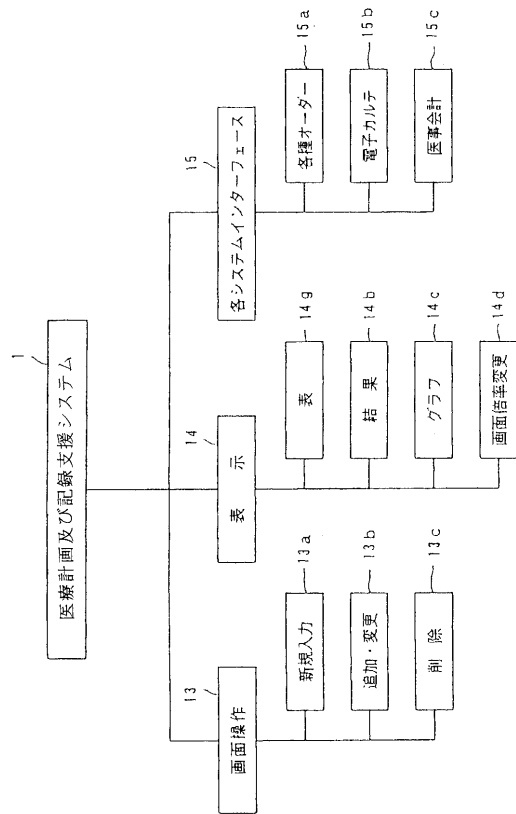 1
医療計画及び記録支援システム
13
画面操作
13a
新規入力
13b
追加・変更
13c
削除
14
表示
14g
表
14b
結果
14c
グラフ
14d
画面倍率変更
15
各システムインターフェース
15a
各種オーダー
15b
電子カルテ
15c
医事会計